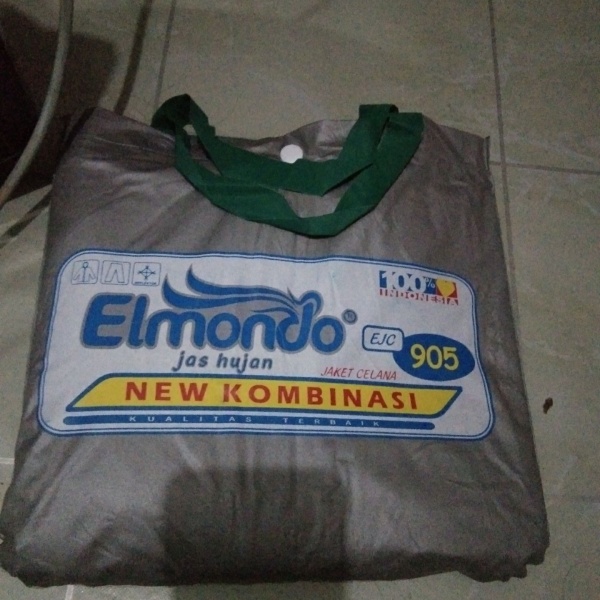 100%
INDONESIA
Elmondo®
jas hujan
EJC
905
JAKET CELANA
NEW KOMBINASI
KUALITAS TERBAIK